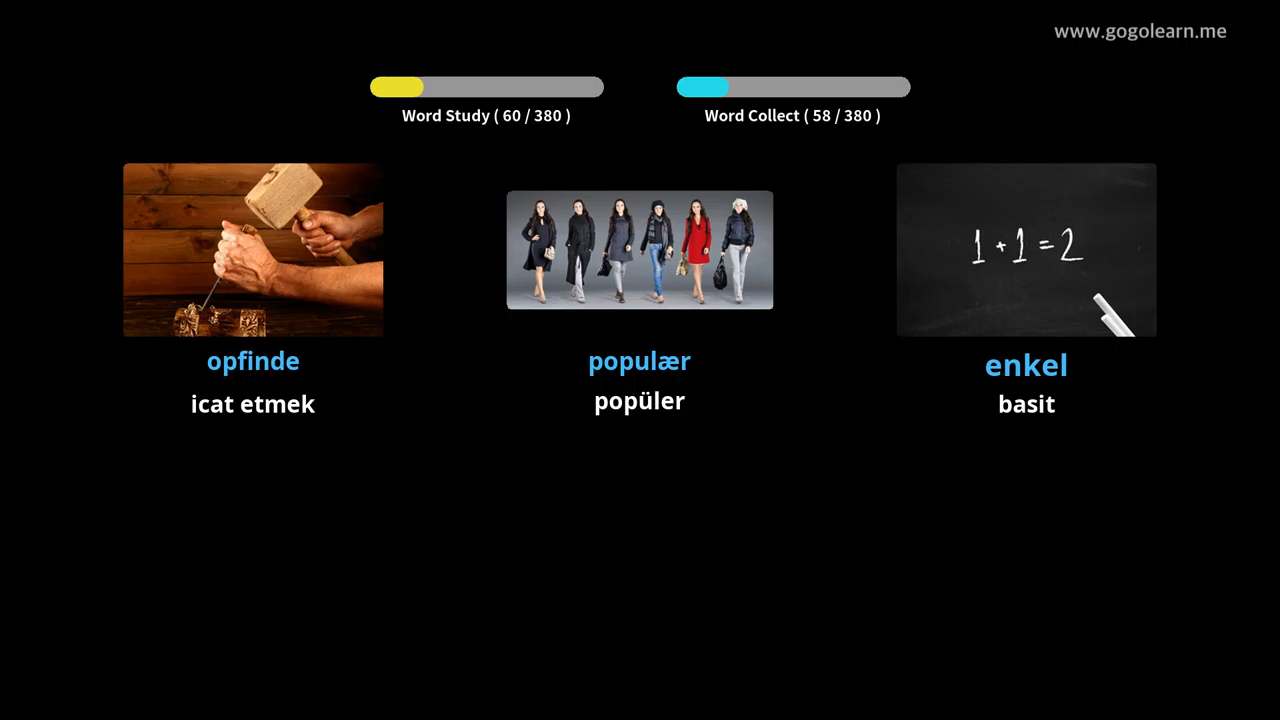 www.gogolearn.me
Word Study ( 60 / 380 )
Word Collect ( 58 / 380 )
1 + 1 = 2
opfinde
icat etmek
populær
popüler
enkel
basit